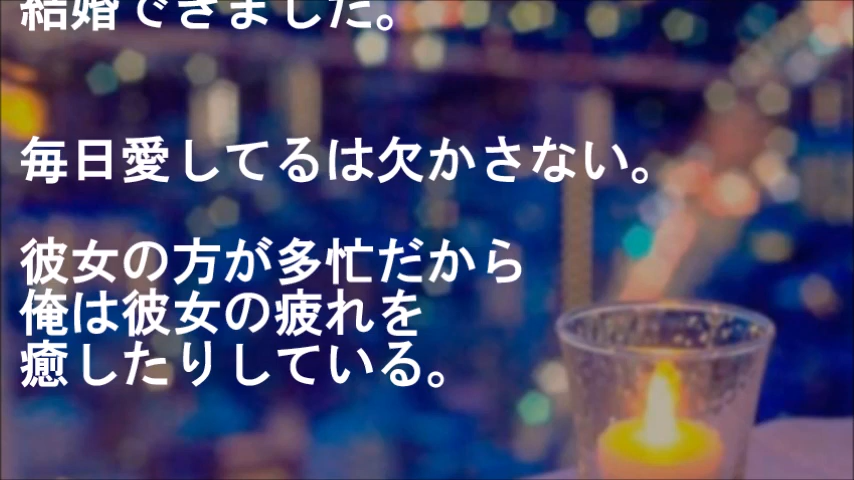 結婚できました。
毎日愛してるは欠かさない。
彼女の方が多忙だから
俺は彼女の疲れを
癒したりしている。